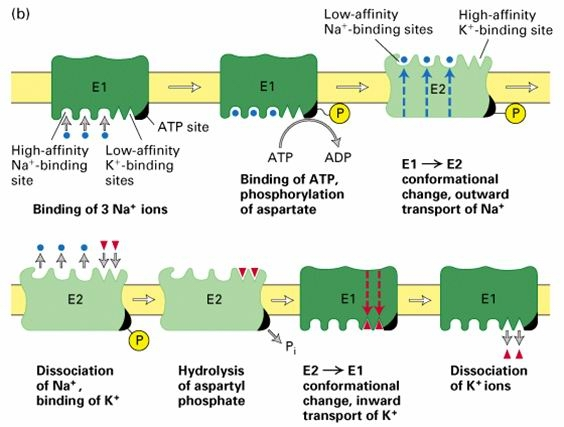 (b)
Low-affinity
Na⁺-binding sites
High-affinity
K⁺-binding site
E1
E1
E2
P
P
ATP site
High-affinity
Na⁺-binding
site
Low-affinity
K⁺-binding
sites
ATP
ADP
Binding of 3 Na⁺ ions
Binding of ATP,
phosphorylation
of aspartate
E1 → E2
conformational
change, outward
transport of Na⁺
E2
E2
E1
E1
P
Pi
Dissociation
of Na⁺,
binding of K⁺
Hydrolysis
of aspartyl
phosphate
E2 → E1
conformational
change, inward
transport of K⁺
Dissociation
of K⁺ ions